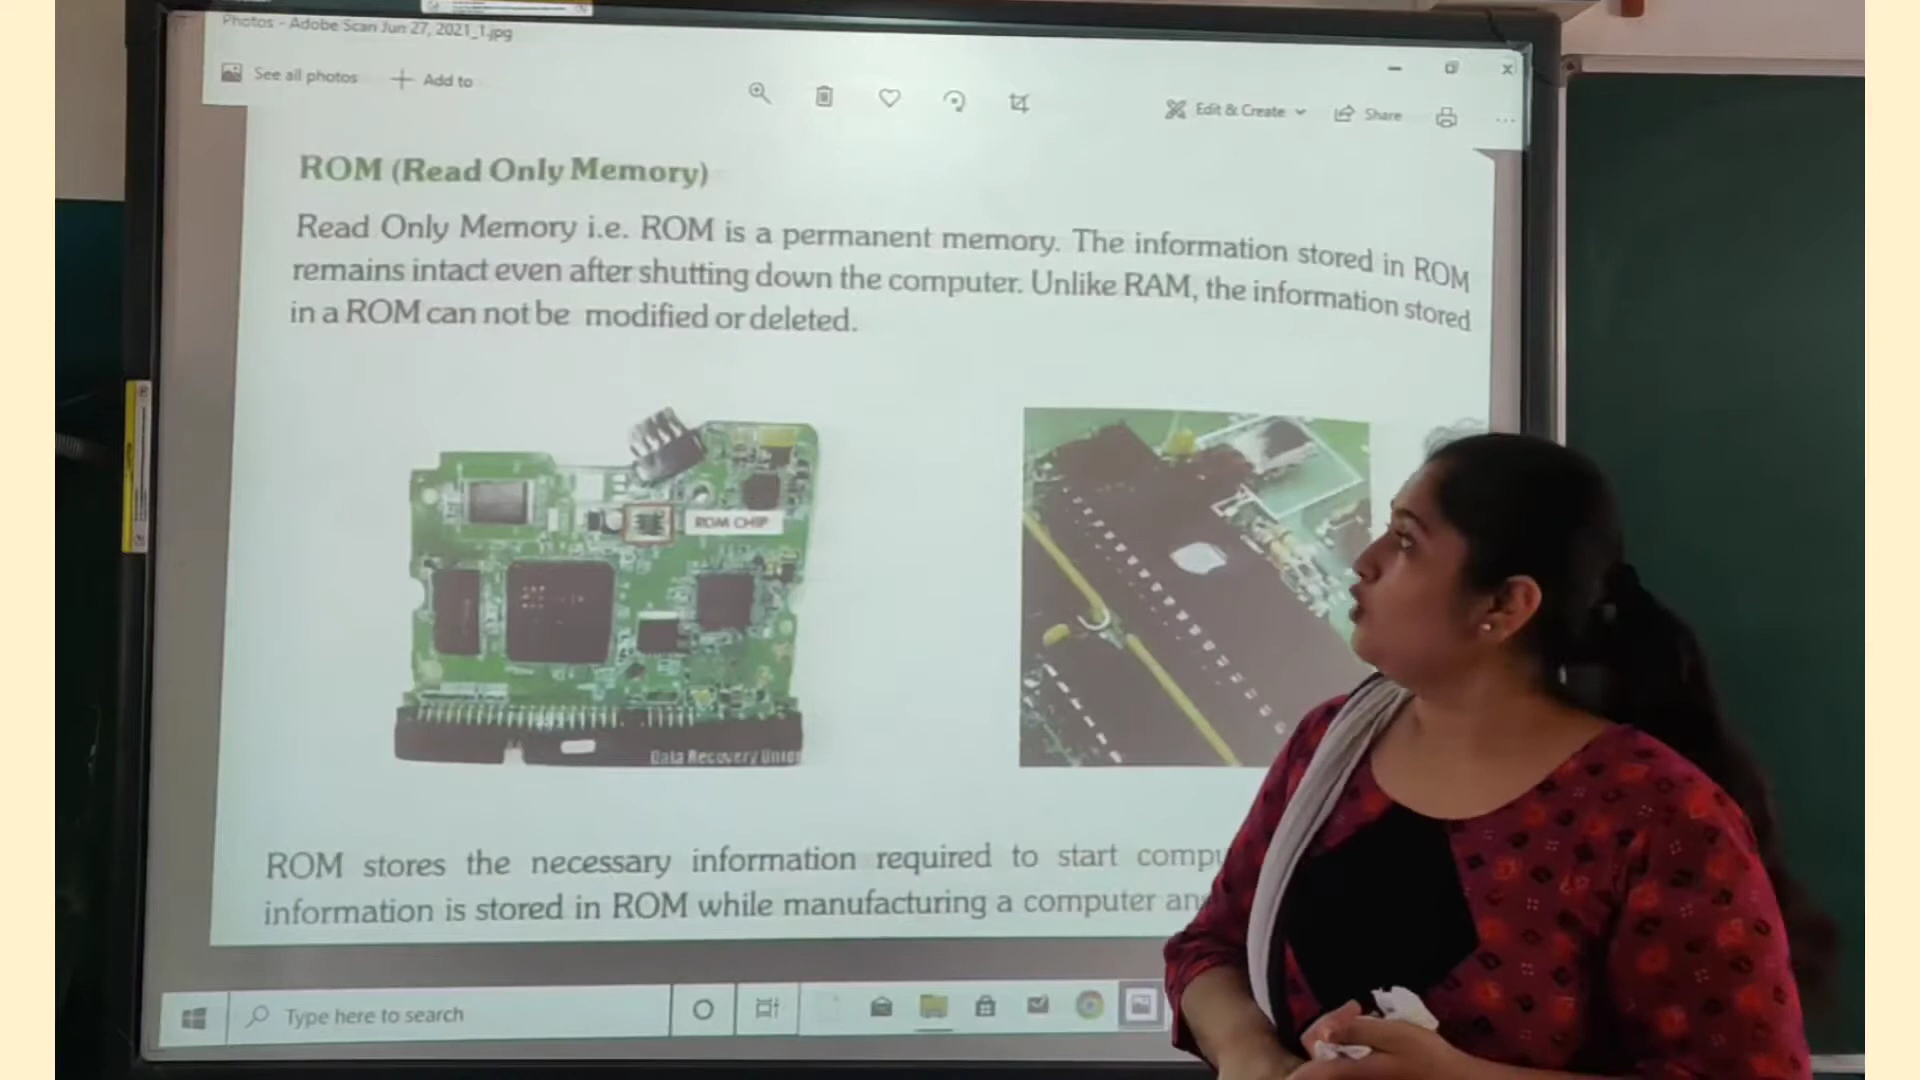 Photos - Adobe Scan Jun 27, 2021_1.jpg
See all photos
Add to
Edit & Create
Share
ROM (Read Only Memory)
Read Only Memory i.e. ROM is a permanent memory. The information stored in ROM
remains intact even after shutting down the computer. Unlike RAM, the information stored
in a ROM can not be modified or deleted.
ROM CHIP
Data Recovery Union
ROM stores the necessary information required to start compu
information is stored in ROM while manufacturing a computer an
Type here to search